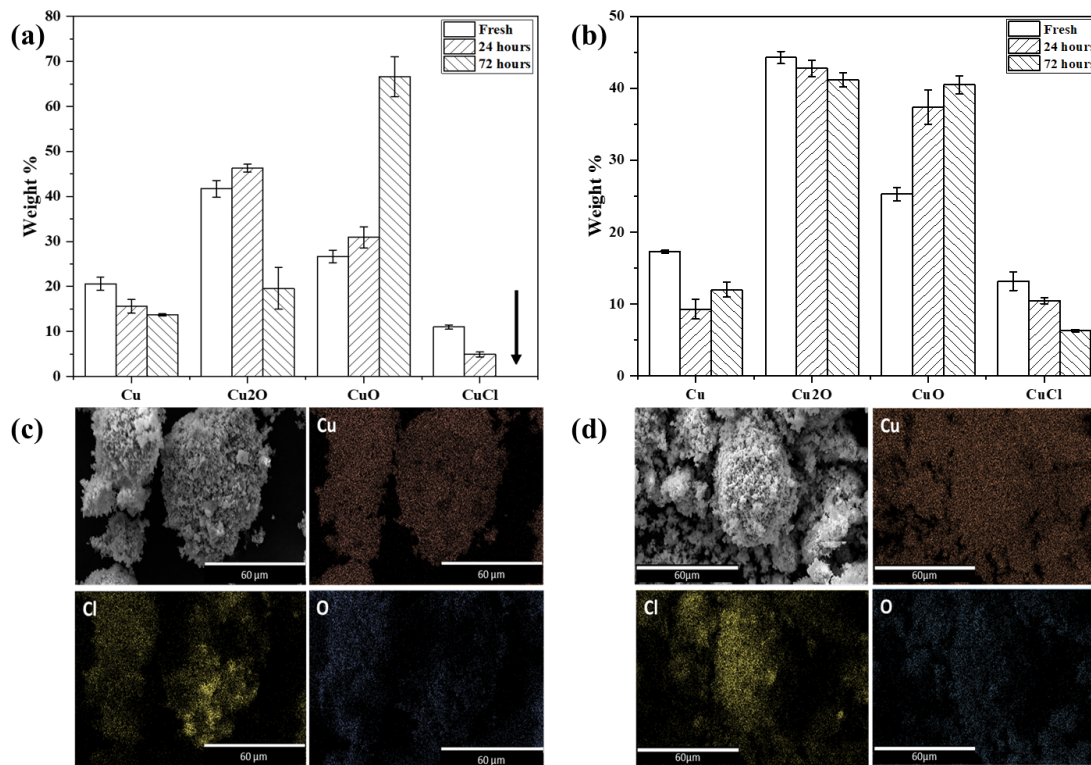 (a)
80
70
60
50
40
30
20
10
0
Weight %
Fresh
24 hours
72 hours
Cu
Cu2O
CuO
CuCl
(b)
50
40
30
20
10
0
Weight %
Fresh
24 hours
72 hours
Cu
Cu2O
CuO
CuCl
(c)
60 μm
Cu
60 μm
Cl
60 μm
O
60 μm
(d)
60μm
Cu
60μm
Cl
60μm
O
60μm